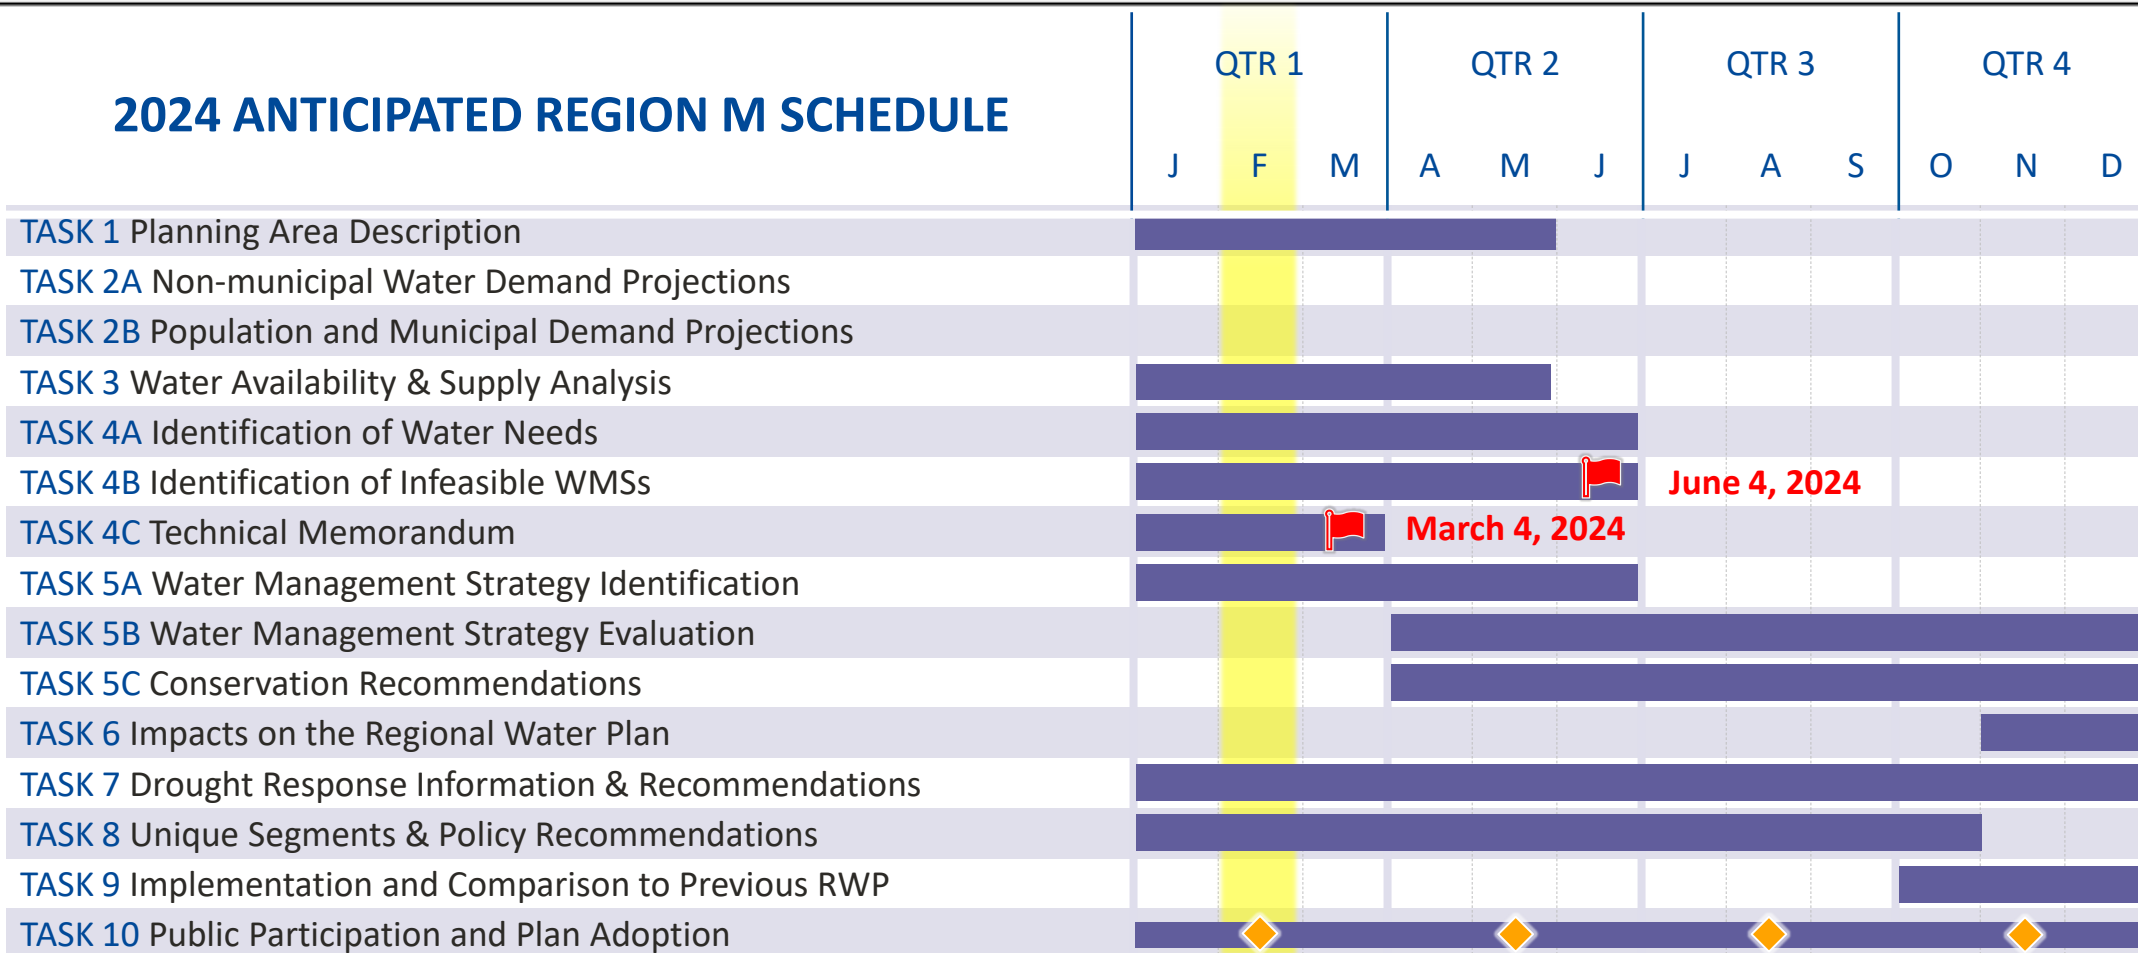 2024 ANTICIPATED REGION M SCHEDULE
QTR 1 QTR 2 QTR 3 QTR 4
J F M A M J J A S O N D
TASK 1 Planning Area Description
TASK 2A Non-municipal Water Demand Projections
TASK 2B Population and Municipal Demand Projections
TASK 3 Water Availability & Supply Analysis
TASK 4A Identification of Water Needs
TASK 4B Identification of Infeasible WMSs June 4, 2024
TASK 4C Technical Memorandum March 4, 2024
TASK 5A Water Management Strategy Identification
TASK 5B Water Management Strategy Evaluation
TASK 5C Conservation Recommendations
TASK 6 Impacts on the Regional Water Plan
TASK 7 Drought Response Information & Recommendations
TASK 8 Unique Segments & Policy Recommendations
TASK 9 Implementation and Comparison to Previous RWP
TASK 10 Public Participation and Plan Adoption